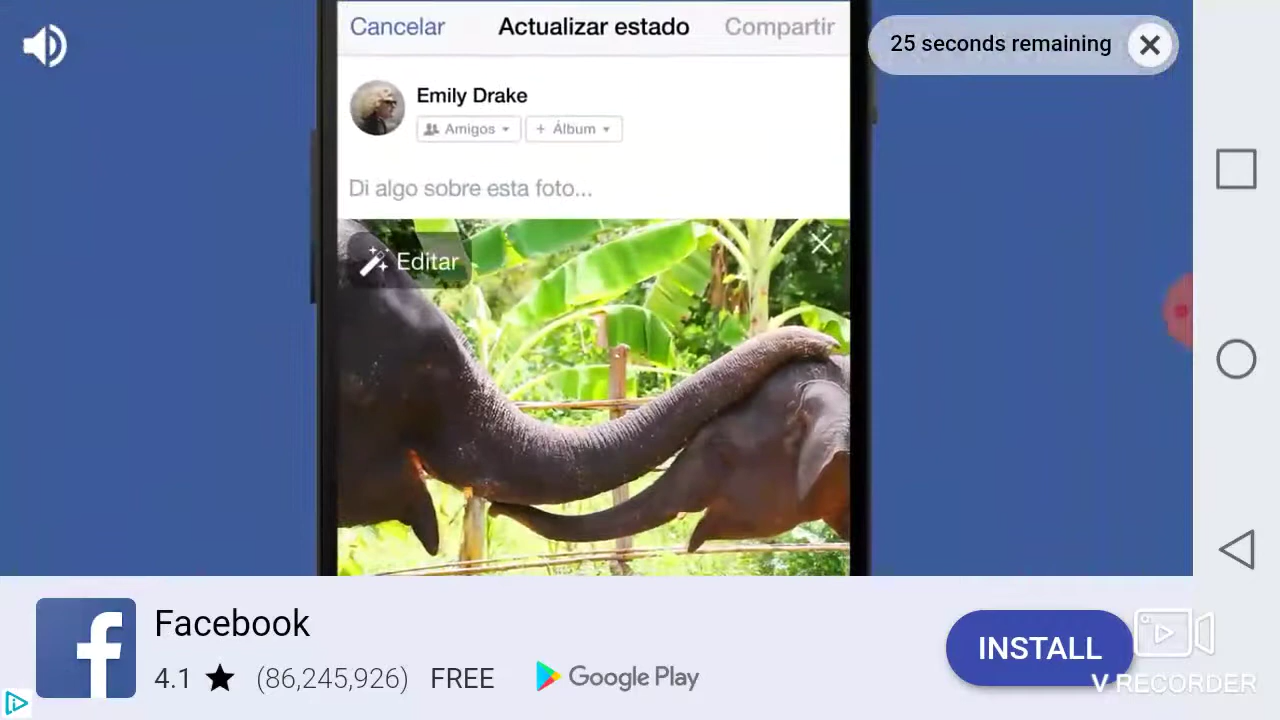 Cancelar Actualizar estado Compartir
25 seconds remaining
Emily Drake
Amigos + Álbum
Di algo sobre esta foto...
Editar
Facebook
4.1 ★ (86,245,926) FREE Google Play
INSTALL
V RECORDER